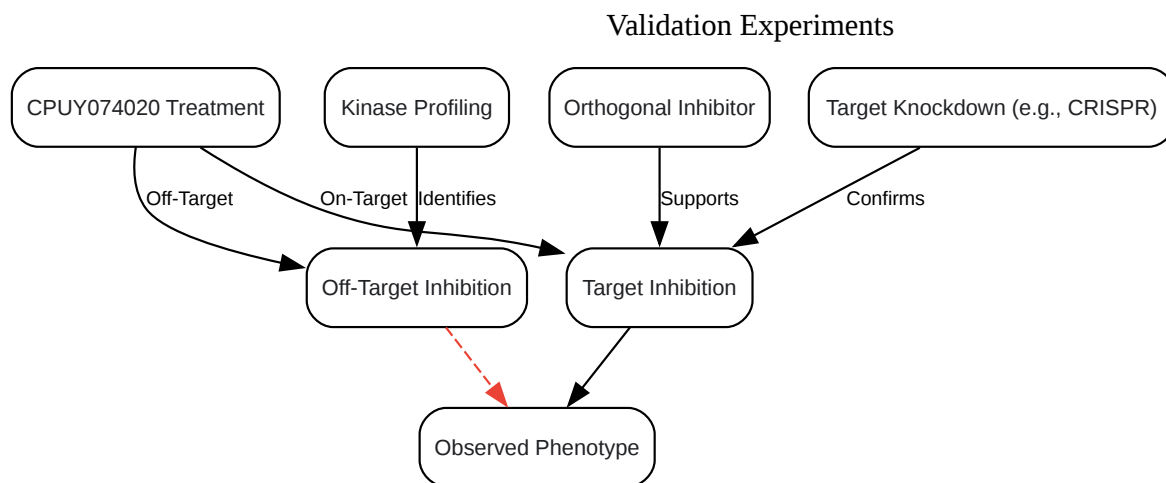 Validation Experiments
CPUY074020 Treatment
Kinase Profiling
Orthogonal Inhibitor
Target Knockdown (e.g., CRISPR)
Off-Target
On-Target
Identifies
Supports
Confirms
Off-Target Inhibition
Target Inhibition
Observed Phenotype